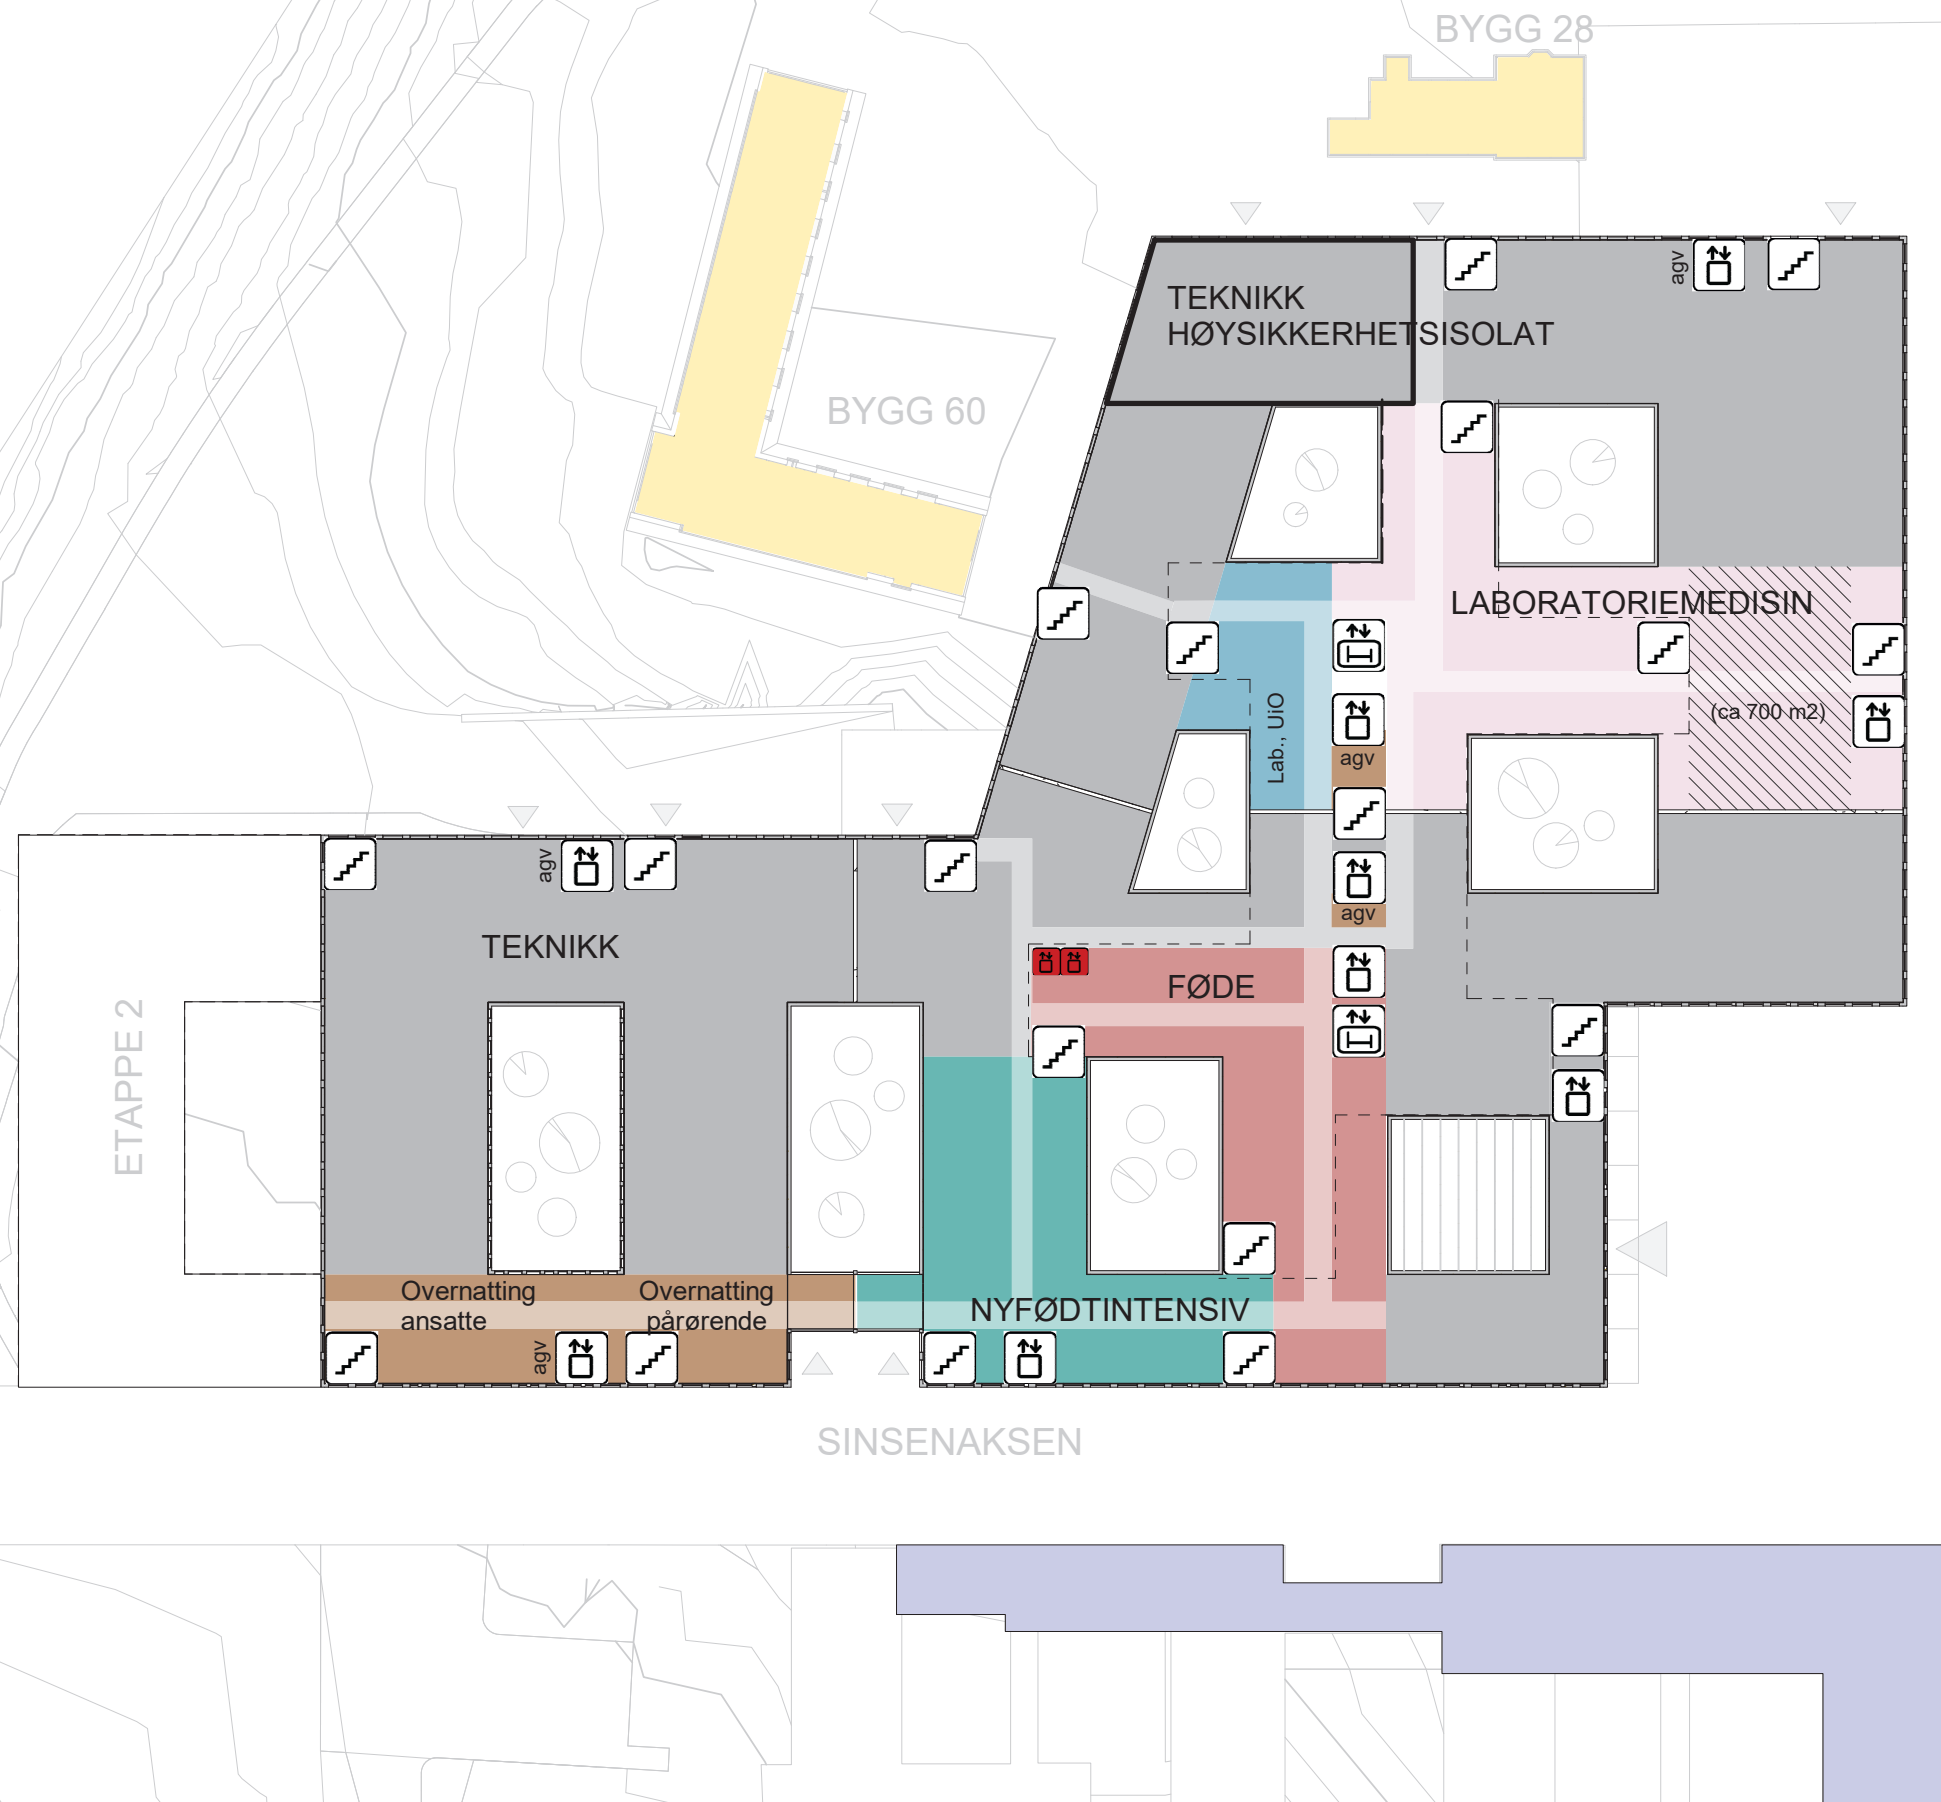 BYGG 28
agv
TEKNIKK
HØYSIKKERHETSISOLAT
BYGG 60
LABORATORIEMEDISIN
(ca 700 m2)
Lab., UiO
agv
agv
agv
TEKNIKK
FØDE
ETAPPE 2
Overnatting
ansatte
Overnatting
pårørende
NYFØDTINTENSIV
agv
SINSENAKSEN